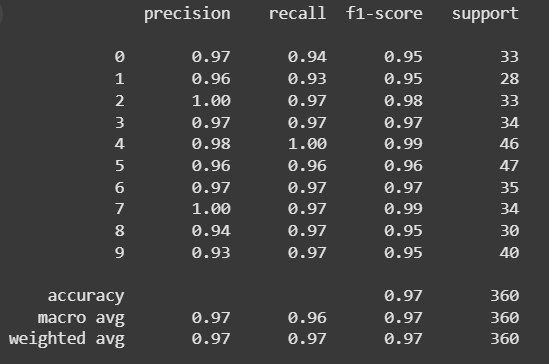 precision recall f1-score support
0 0.97 0.94 0.95 33
1 0.96 0.93 0.95 28
2 1.00 0.97 0.98 33
3 0.97 0.97 0.97 34
4 0.98 1.00 0.99 46
5 0.96 0.96 0.96 47
6 0.97 0.97 0.97 35
7 1.00 0.97 0.99 34
8 0.94 0.97 0.95 30
9 0.93 0.97 0.95 40
accuracy 0.97 360
macro avg 0.97 0.96 0.97 360
weighted avg 0.97 0.97 0.97 360